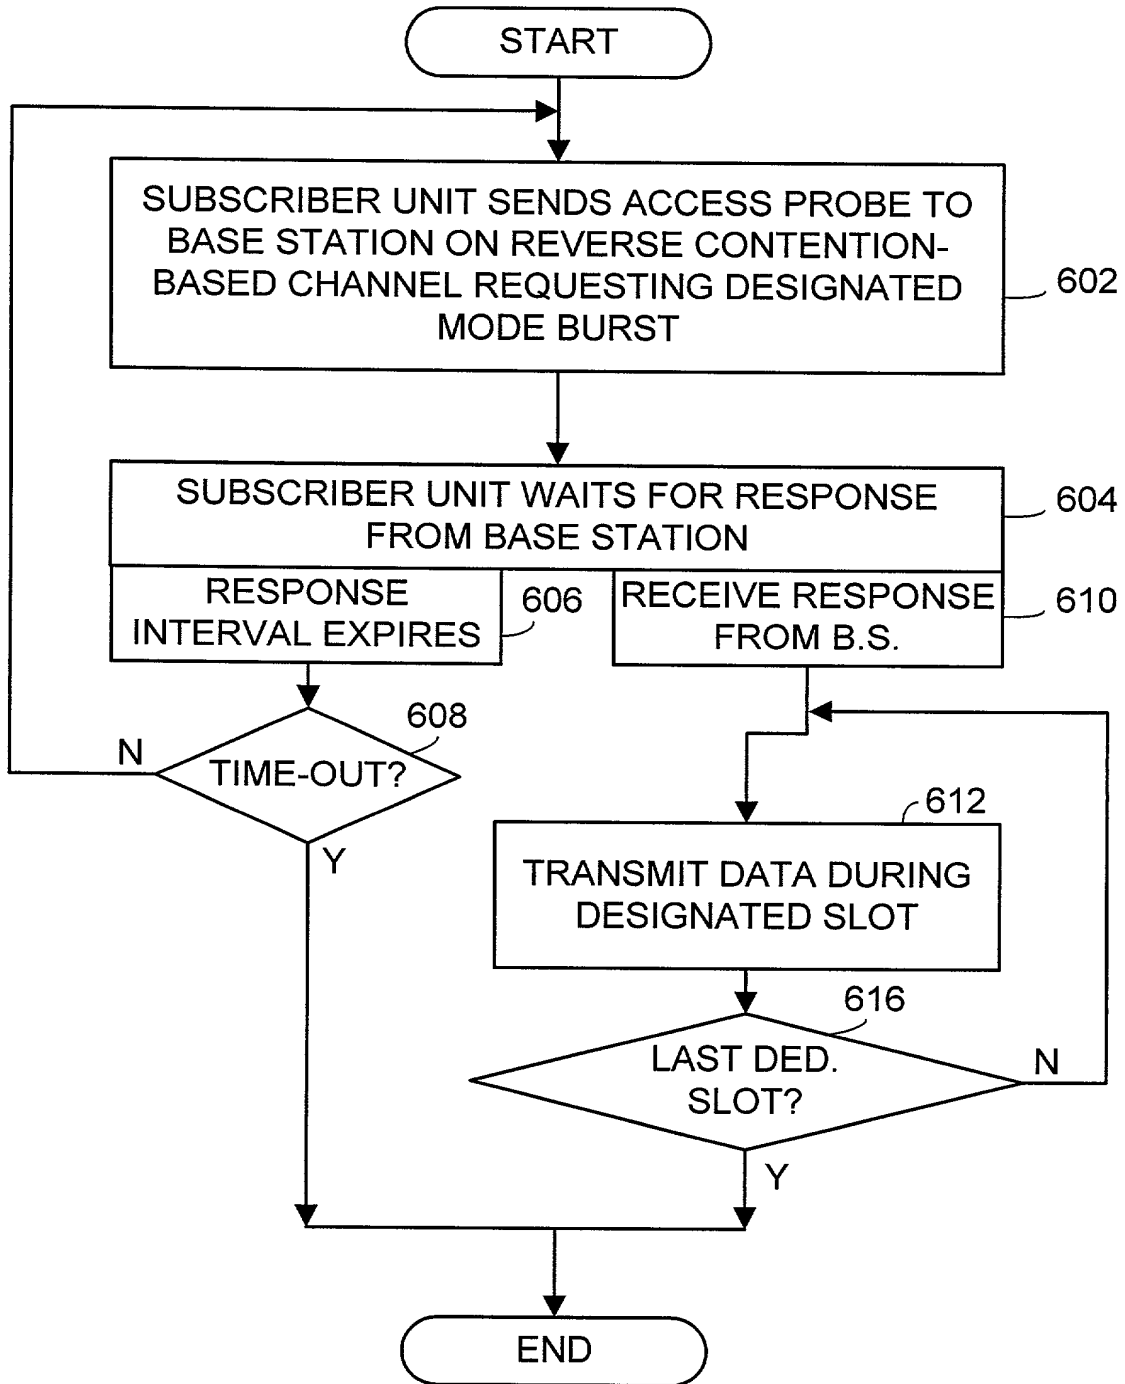 START
SUBSCRIBER UNIT SENDS ACCESS PROBE TO
BASE STATION ON REVERSE CONTENTION-
BASED CHANNEL REQUESTING DESIGNATED
MODE BURST
602
SUBSCRIBER UNIT WAITS FOR RESPONSE
FROM BASE STATION
604
RESPONSE
INTERVAL EXPIRES
606
RECEIVE RESPONSE
FROM B.S.
610
608
N
TIME-OUT?
Y
612
TRANSMIT DATA DURING
DESIGNATED SLOT
616
LAST DED.
SLOT?
N
Y
END